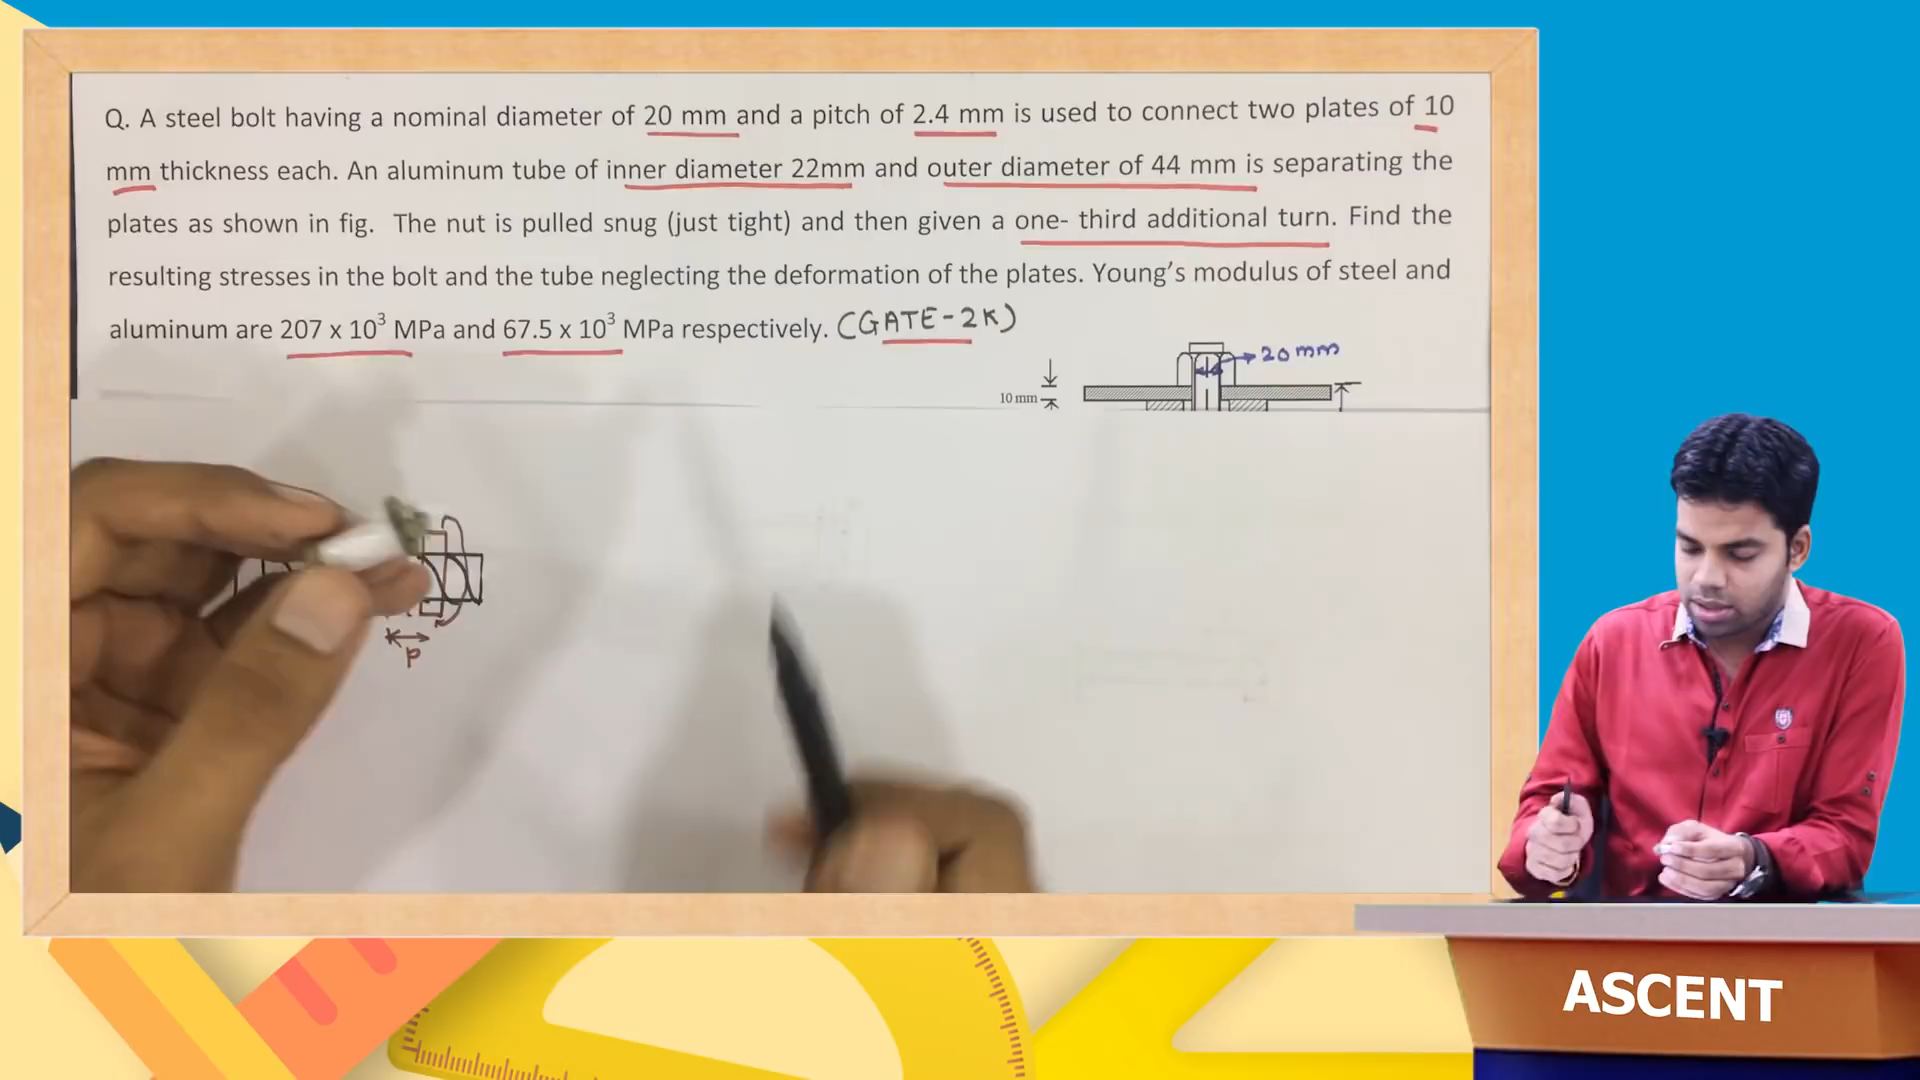 Q. A steel bolt having a nominal diameter of 20 mm and a pitch of 2.4 mm is used to connect two plates of 10
mm thickness each. An aluminum tube of inner diameter 22mm and outer diameter of 44 mm is separating the
plates as shown in fig. The nut is pulled snug (just tight) and then given a one- third additional turn. Find the
resulting stresses in the bolt and the tube neglecting the deformation of the plates. Young's modulus of steel and
aluminum are 207 x 10³ MPa and 67.5 x 10³ MPa respectively. (GATE-2K)
20 mm
10 mm
p
ASCENT